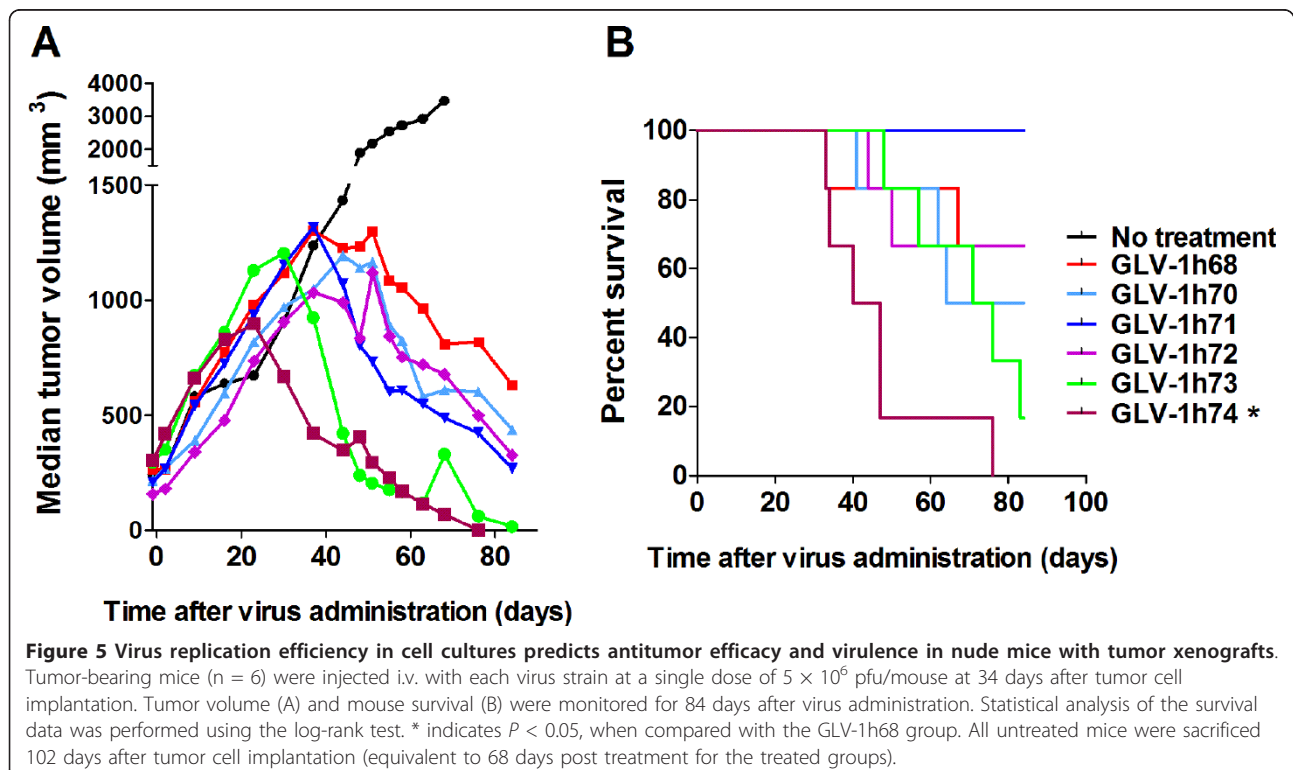 A
Median tumor volume (mm³)
4000
3000
2000
1500
1000
500
0
0 20 40 60 80
Time after virus administration (days)
B
Percent survival
100
80
60
40
20
0
0 20 40 60 80 100
Time after virus administration (days)
No treatment
GLV-1h68
GLV-1h70
GLV-1h71
GLV-1h72
GLV-1h73
GLV-1h74 *
Figure 5 Virus replication efficiency in cell cultures predicts antitumor efficacy and virulence in nude mice with tumor xenografts.
Tumor-bearing mice (n = 6) were injected i.v. with each virus strain at a single dose of 5 × 10⁶ pfu/mouse at 34 days after tumor cell
implantation. Tumor volume (A) and mouse survival (B) were monitored for 84 days after virus administration. Statistical analysis of the survival
data was performed using the log-rank test. * indicates P < 0.05, when compared with the GLV-1h68 group. All untreated mice were sacrificed
102 days after tumor cell implantation (equivalent to 68 days post treatment for the treated groups).